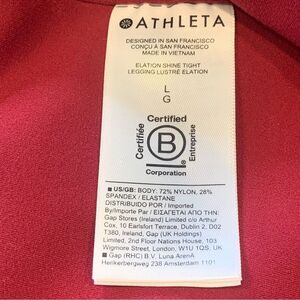 ATHLETA
DESIGNED IN SAN FRANCISCO
CONÇU À SAN FRANCISCO
MADE IN VIETNAM
ELATION SHINE TIGHT
LEGGING LUSTRÉ ELATION
L
G
Certified
Certifiée
B
Entreprise
Corporation
US/GB: BODY: 72% NYLON, 28%
SPANDEX / ELASTANE
DISTRIBUIDO POR / Imported
By/Importé Par / ΕΙΣΑΓΕΤΑΙ ΑΠΟ:
Gap Stores (Ireland) Limited c/o Arthur
Cox, 10 Earlsfort Terrace, Dublin 2, D02
T380, Ireland, Gap (UK Holdings)
Limited, 2nd Floor Nations House, 103
Wigmore Street, London, W1U 1QS, UK
Gap (RHC) B.V. Luna ArenA
Herikerbergweg 238 Amsterdam 1101